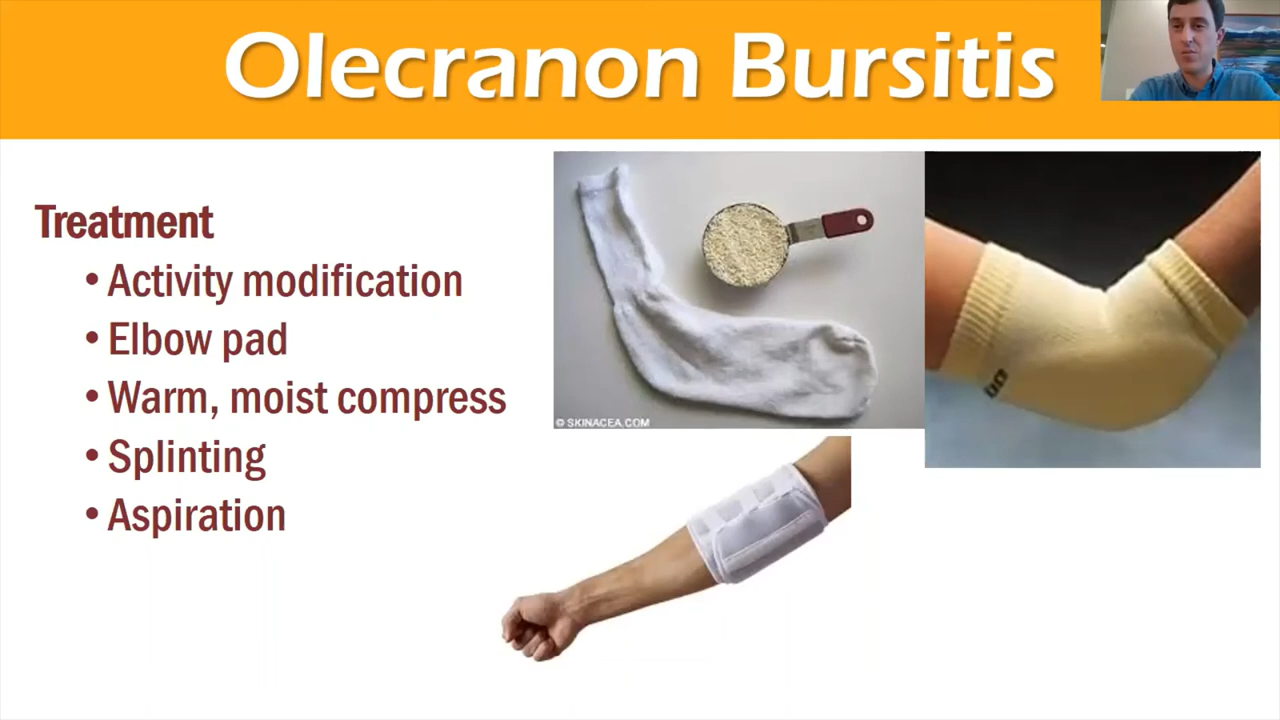 Olecranon Bursitis
Treatment
• Activity modification
• Elbow pad
• Warm, moist compress
• Splinting
• Aspiration
© SKINACEA.COM